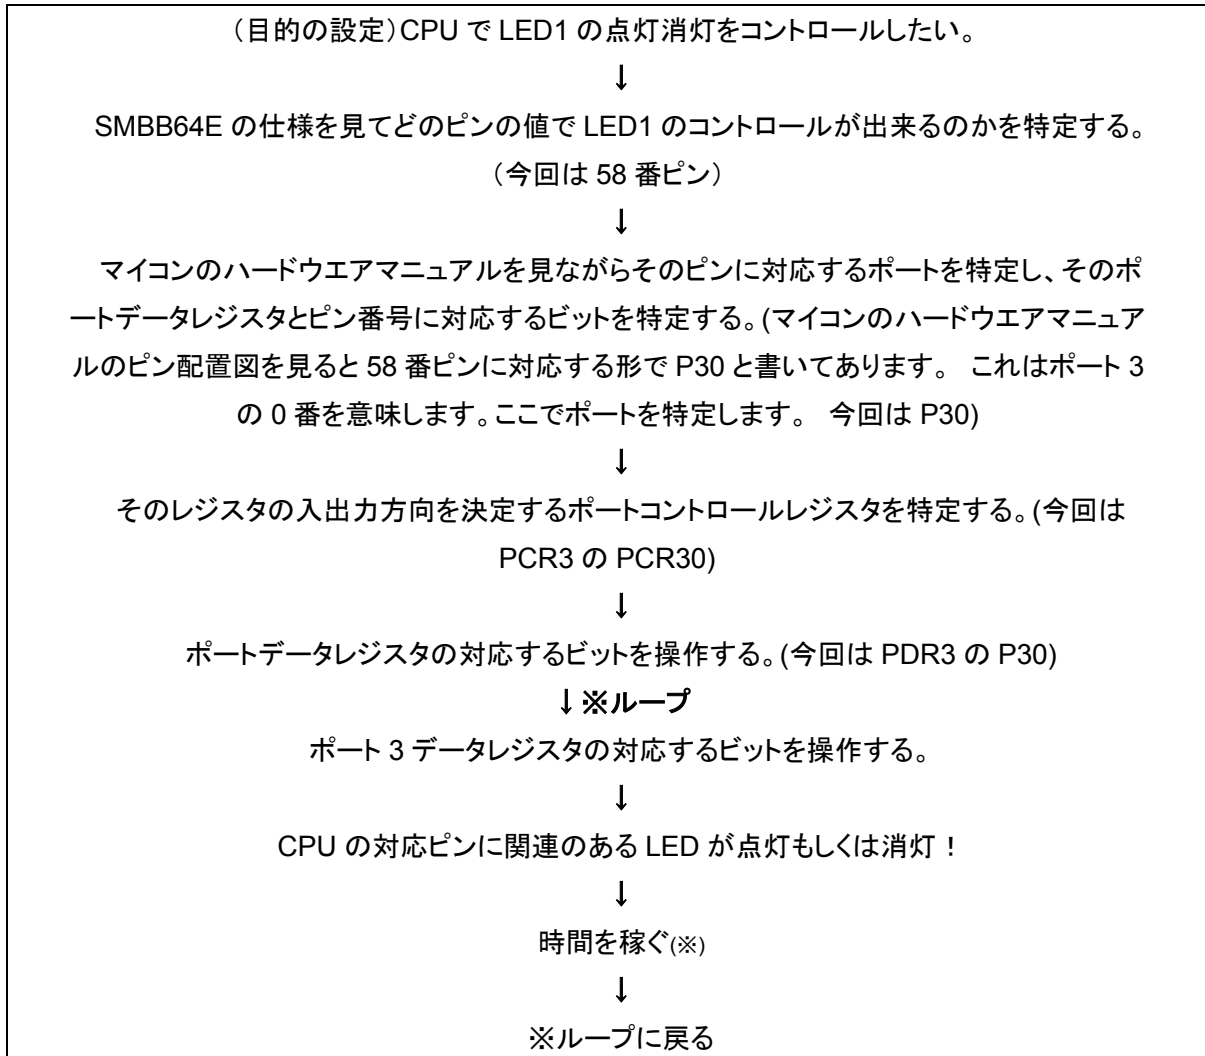 （目的の設定）CPU で LED1 の点灯消灯をコントロールしたい。
↓
SMBB64E の仕様を見てどのピンの値で LED1 のコントロールが出来るのかを特定する。
（今回は 58 番ピン）
↓
マイコンのハードウエアマニュアルを見ながらそのピンに対応するポートを特定し、そのポ
ートデータレジスタとピン番号に対応するビットを特定する。(マイコンのハードウエアマニュア
ルのピン配置図を見ると 58 番ピンに対応する形で P30 と書いてあります。 これはポート 3
の 0 番を意味します。ここでポートを特定します。 今回は P30)
↓
そのレジスタの入出力方向を決定するポートコントロールレジスタを特定する。(今回は
PCR3 の PCR30)
↓
ポートデータレジスタの対応するビットを操作する。(今回は PDR3 の P30)
↓※ループ
ポート 3 データレジスタの対応するビットを操作する。
↓
CPU の対応ピンに関連のある LED が点灯もしくは消灯！
↓
時間を稼ぐ(※)
↓
※ループに戻る